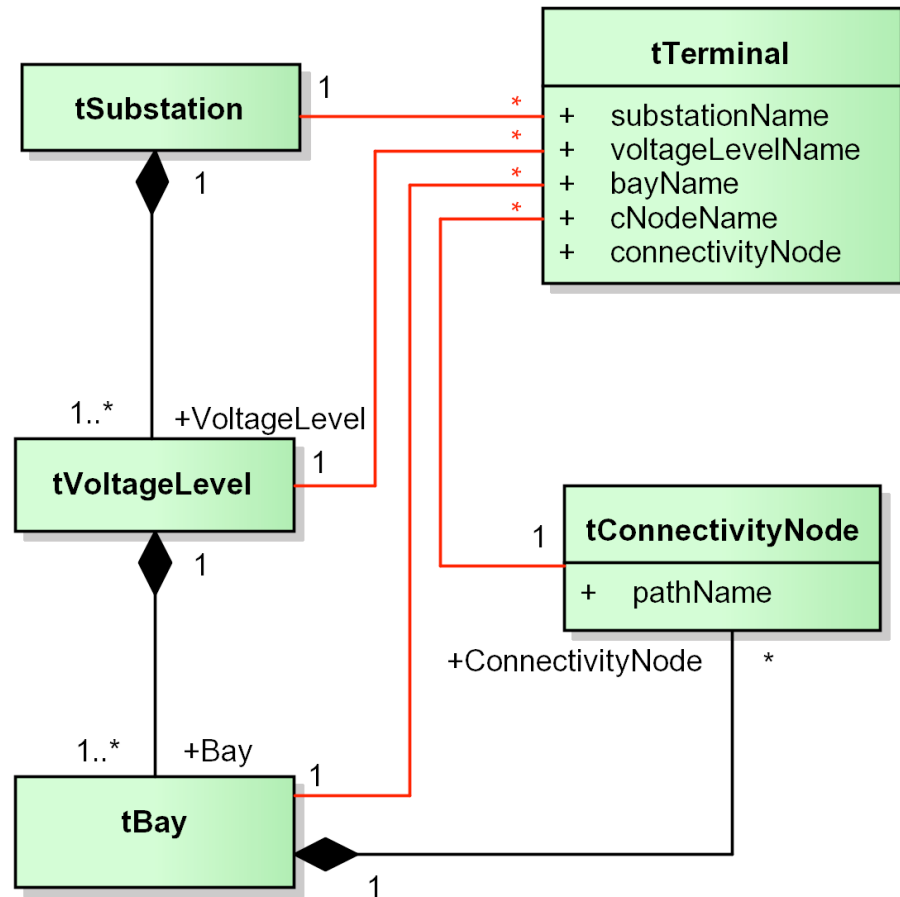 tTerminal
+ substationName
+ voltageLevelName
+ bayName
+ cNodeName
+ connectivityNode
tSubstation
1
*
*
*
*
1
1..*
+VoltageLevel
tVoltageLevel
1
1
tConnectivityNode
+ pathName
1
+ConnectivityNode
*
1..*
+Bay
tBay
1
1